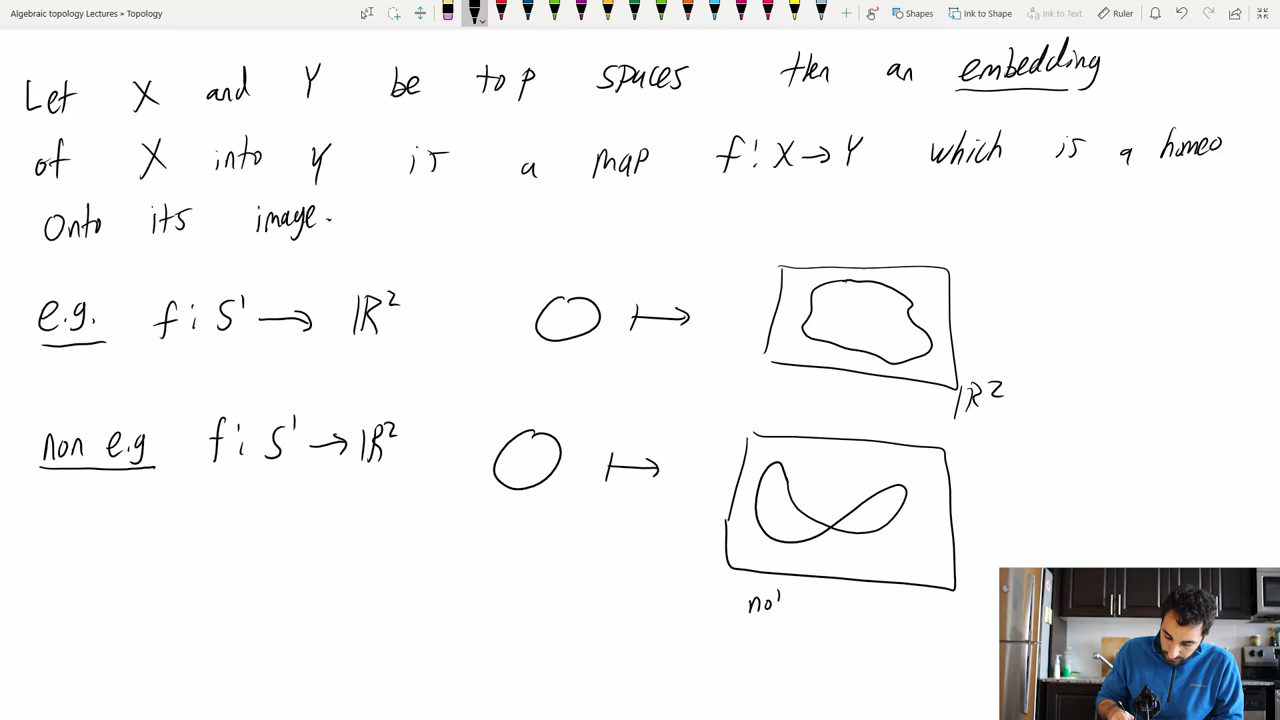 Algebraic topology Lectures » Topology
Shapes Ink to Shape Ink to Text Ruler
Let X and Y be top spaces then an embedding
of X into Y is a map f: X → Y which is a homeo
onto its image.
e.g. f: S¹ → ℝ²
ℝ²
non e.g f: S¹ → ℝ²